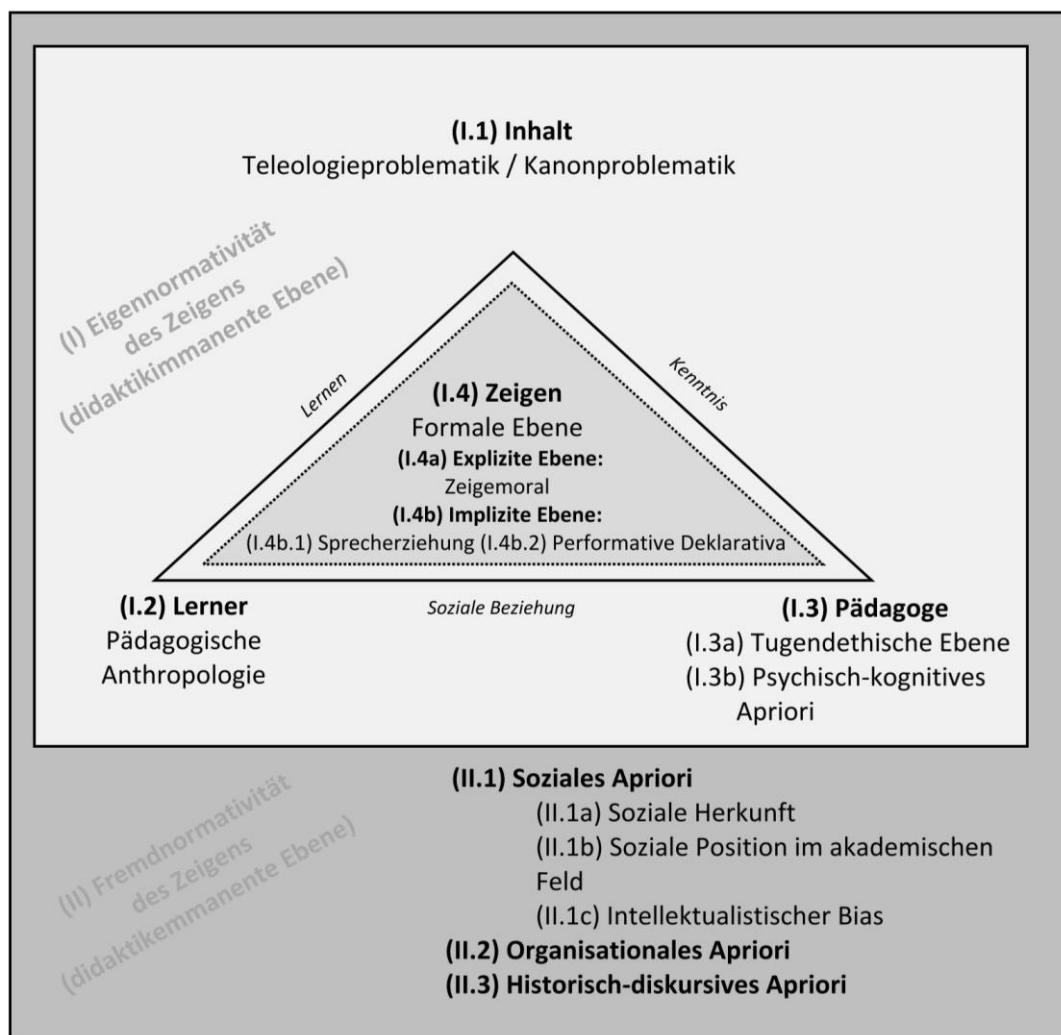 (I.1) Inhalt
Teleologieproblematik / Kanonproblematik
(I) Eigennormativität
des Zeigens
(didaktikimmanente Ebene)
Lernen
Kenntnis
(I.4) Zeigen
Formale Ebene
(I.4a) Explizite Ebene:
Zeigemoral
(I.4b) Implizite Ebene:
(I.4b.1) Sprecherziehung (I.4b.2) Performative Deklarativa
(I.2) Lerner
Pädagogische
Anthropologie
Soziale Beziehung
(I.3) Pädagoge
(I.3a) Tugendethische Ebene
(I.3b) Psychisch-kognitives
Apriori
(II) Fremdnormativität
des Zeigens
(didaktikemmanente Ebene)
(II.1) Soziales Apriori
(II.1a) Soziale Herkunft
(II.1b) Soziale Position im akademischen
Feld
(II.1c) Intellektualistischer Bias
(II.2) Organisationales Apriori
(II.3) Historisch-diskursives Apriori